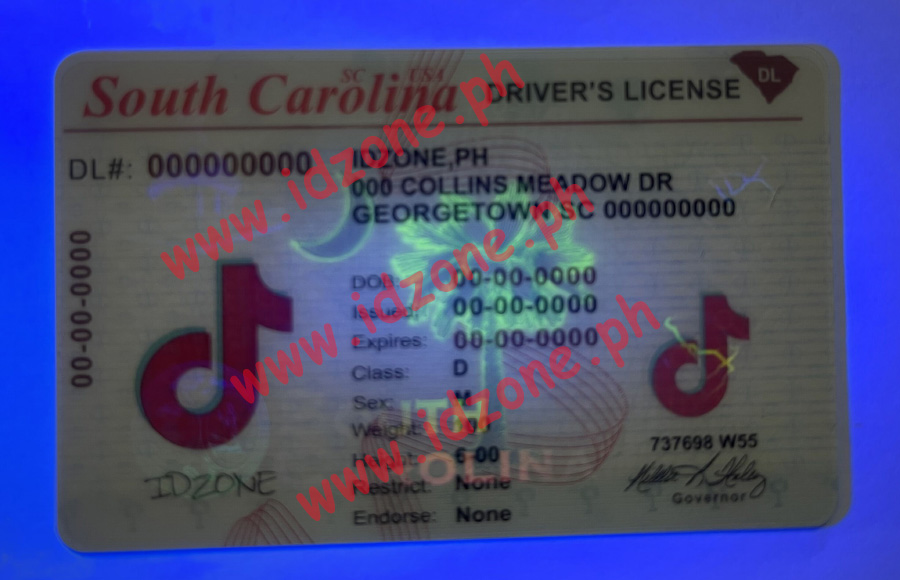 SC USA
South Carolina DRIVER'S LICENSE DL
DL#: 000000000
IDZONE,PH
000 COLLINS MEADOW DR
GEORGETOWN SC 000000000
00-00-0000
DOB: 00-00-0000
Issued: 00-00-0000
Expires: 00-00-0000
Class: D
Sex: M
Weight: 100
Height: 6 00
Restrict: None
Endorse: None
IDZONE
737698 W55
Governor
OLIN
www.idzone.ph
www.idzone.ph
www.idzone.ph
www.idzone.ph